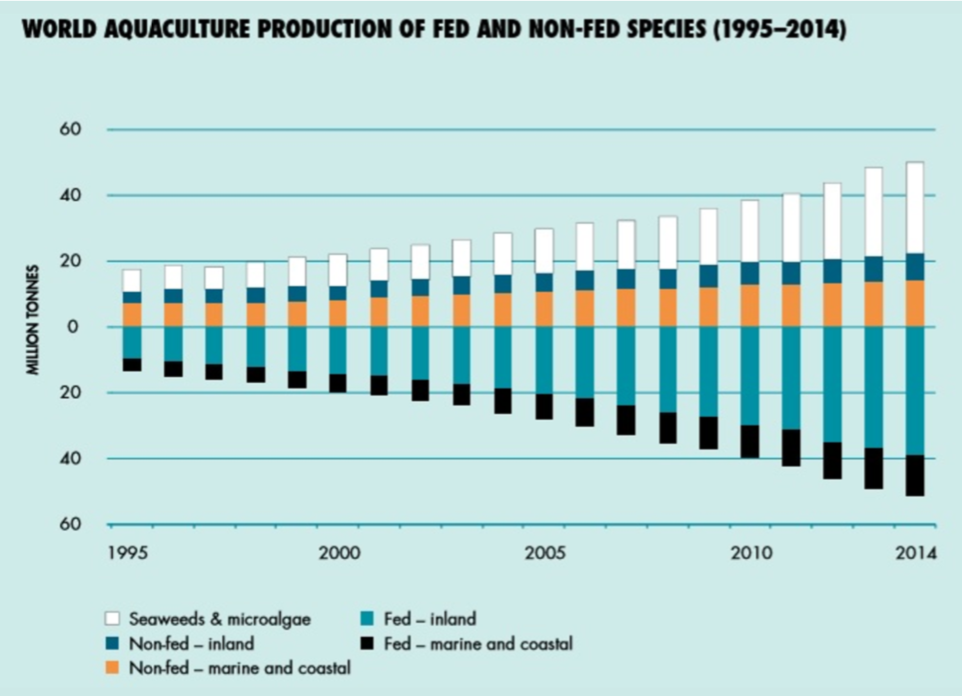 WORLD AQUACULTURE PRODUCTION OF FED AND NON-FED SPECIES (1995–2014)
60
40
20
0
20
40
60
MILLION TONNES
1995 2000 2005 2010 2014
Seaweeds & microalgae
Non-fed – inland
Non-fed – marine and coastal
Fed – inland
Fed – marine and coastal